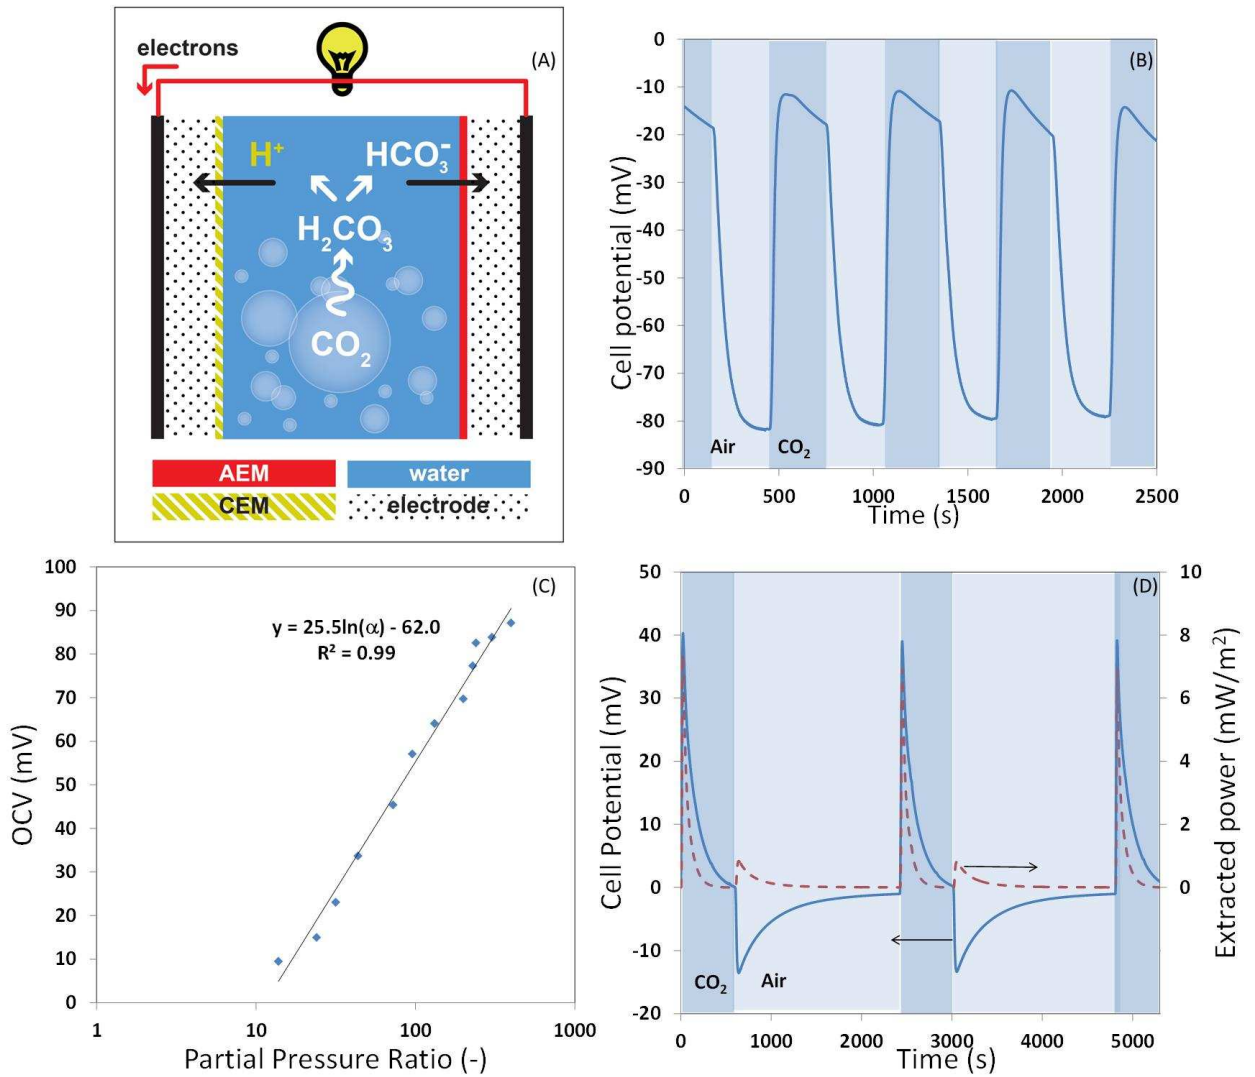 electrons
(A)
H⁺
HCO₃⁻
H₂CO₃
CO₂
AEM
water
CEM
electrode
(B)
Cell potential (mV)
0
-10
-20
-30
-40
-50
-60
-70
-80
-90
Air
CO₂
0
500
1000
1500
2000
2500
Time (s)
(C)
OCV (mV)
100
90
80
70
60
50
40
30
20
10
0
y = 25.5ln(α) - 62.0
R² = 0.99
1
10
100
1000
Partial Pressure Ratio (-)
(D)
Cell Potential (mV)
50
40
30
20
10
0
-10
-20
CO₂
Air
10
8
6
4
2
0
Extracted power (mW/m²)
0
1000
2000
3000
4000
5000
Time (s)